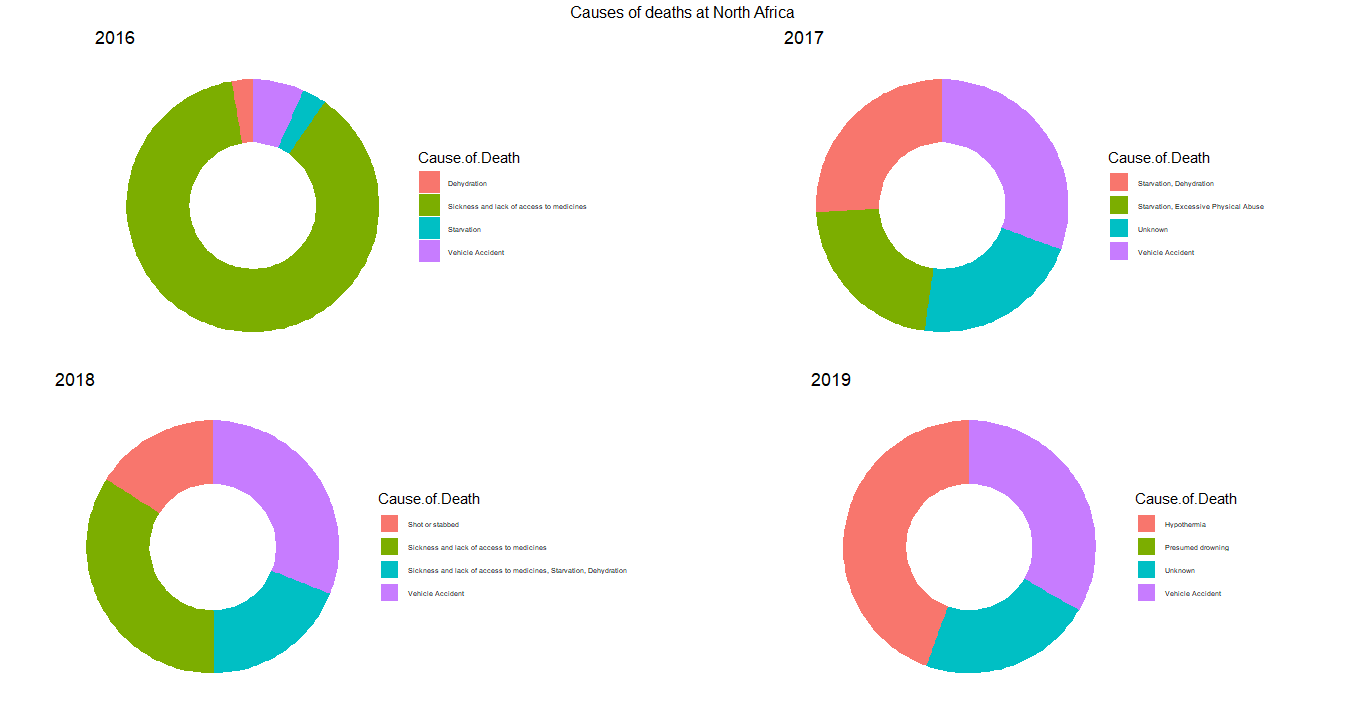 Causes of deaths at North Africa
2016
Cause.of.Death
Dehydration
Sickness and lack of access to medicines
Starvation
Vehicle Accident
2017
Cause.of.Death
Starvation, Dehydration
Starvation, Excessive Physical Abuse
Unknown
Vehicle Accident
2018
Cause.of.Death
Shot or stabbed
Sickness and lack of access to medicines
Sickness and lack of access to medicines, Starvation, Dehydration
Vehicle Accident
2019
Cause.of.Death
Hypothermia
Presumed drowning
Unknown
Vehicle Accident